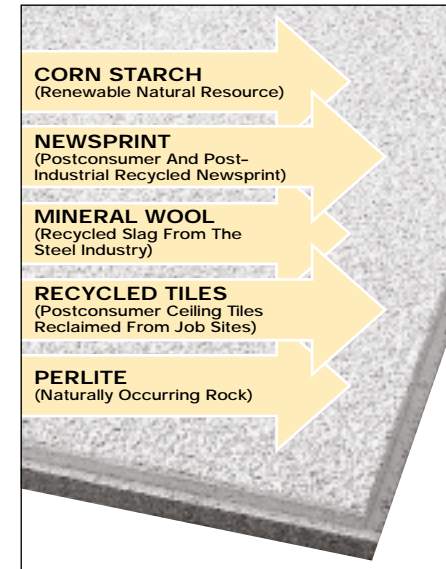 CORN STARCH
(Renewable Natural Resource)
NEWSPRINT
(Postconsumer And Post-
Industrial Recycled Newsprint)
MINERAL WOOL
(Recycled Slag From The
Steel Industry)
RECYCLED TILES
(Postconsumer Ceiling Tiles
Reclaimed From Job Sites)
PERLITE
(Naturally Occurring Rock)